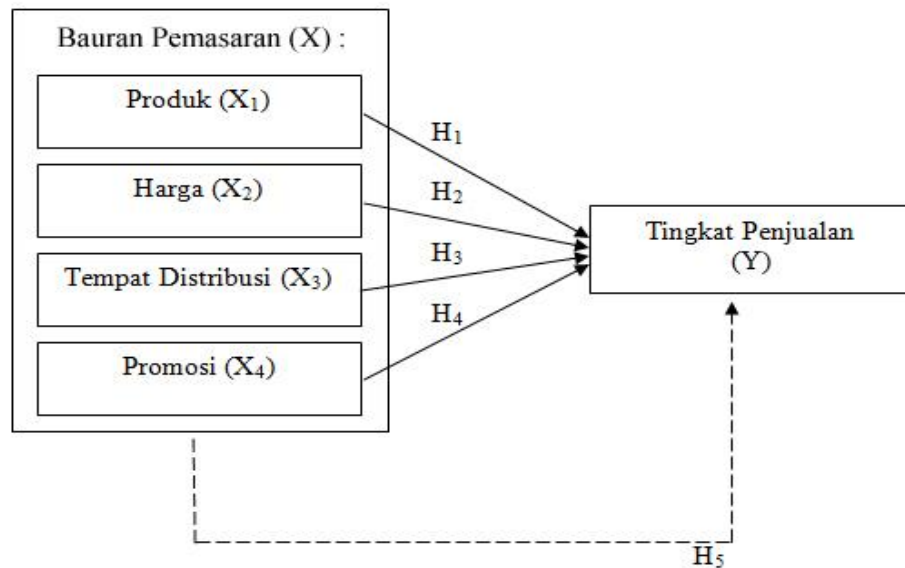 Bauran Pemasaran (X) :
Produk (X₁)
Harga (X₂)
Tempat Distribusi (X₃)
Promosi (X₄)
H₁
H₂
H₃
H₄
Tingkat Penjualan
(Y)
H₅